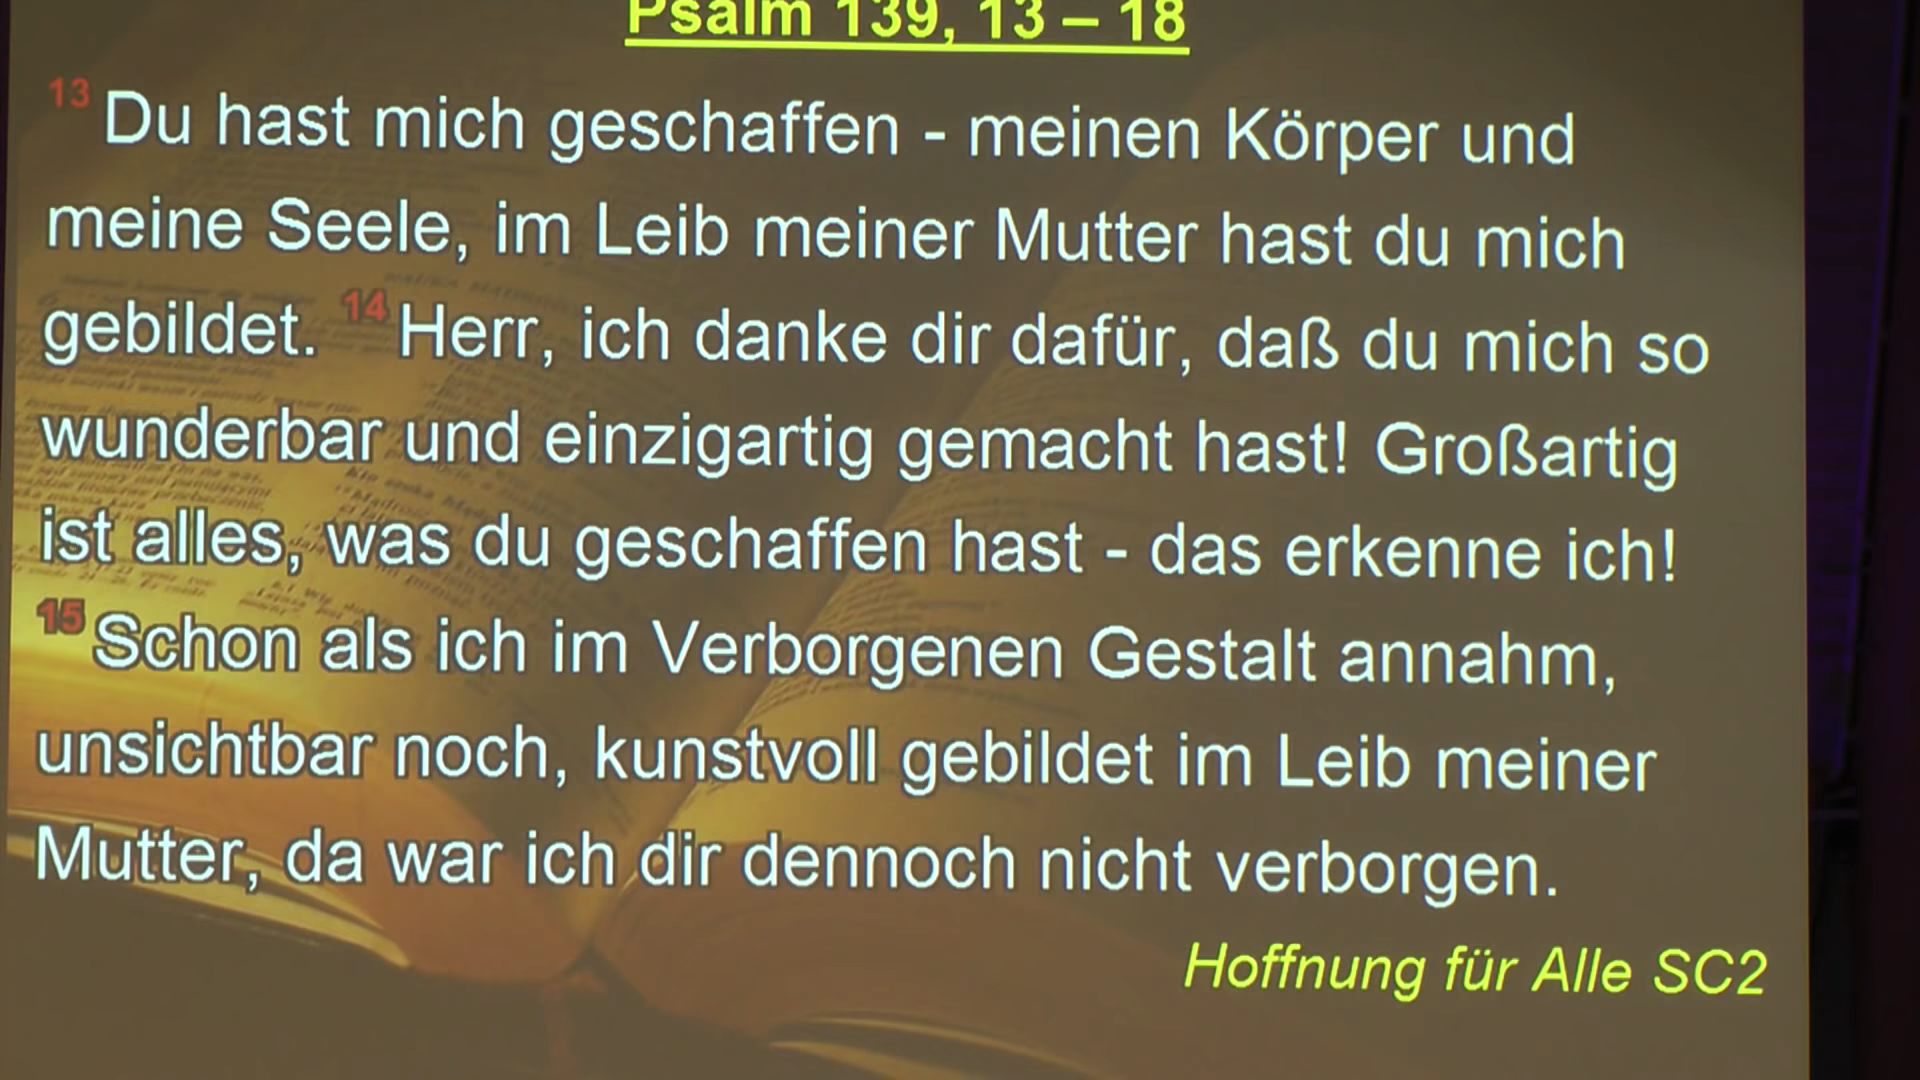 Psalm 139, 13 – 18
13 Du hast mich geschaffen - meinen Körper und
meine Seele, im Leib meiner Mutter hast du mich
gebildet. 14 Herr, ich danke dir dafür, daß du mich so
wunderbar und einzigartig gemacht hast! Großartig
ist alles, was du geschaffen hast - das erkenne ich!
15 Schon als ich im Verborgenen Gestalt annahm,
unsichtbar noch, kunstvoll gebildet im Leib meiner
Mutter, da war ich dir dennoch nicht verborgen.
Hoffnung für Alle SC2